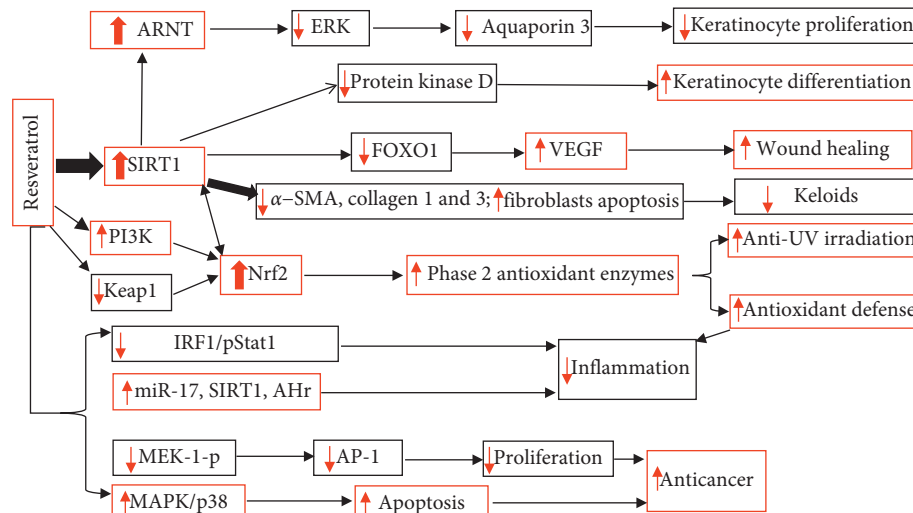 ARNT
ERK
Aquaporin 3
Keratinocyte proliferation
Protein kinase D
Keratinocyte differentiation
Resveratrol
SIRT1
FOXO1
VEGF
Wound healing
α–SMA, collagen 1 and 3; fibroblasts apoptosis
Keloids
PI3K
Anti-UV irradiation
Keap1
Nrf2
Phase 2 antioxidant enzymes
Antioxidant defense
IRF1/pStat1
Inflammation
miR-17, SIRT1, AHr
MEK-1-p
AP-1
Proliferation
Anticancer
MAPK/p38
Apoptosis